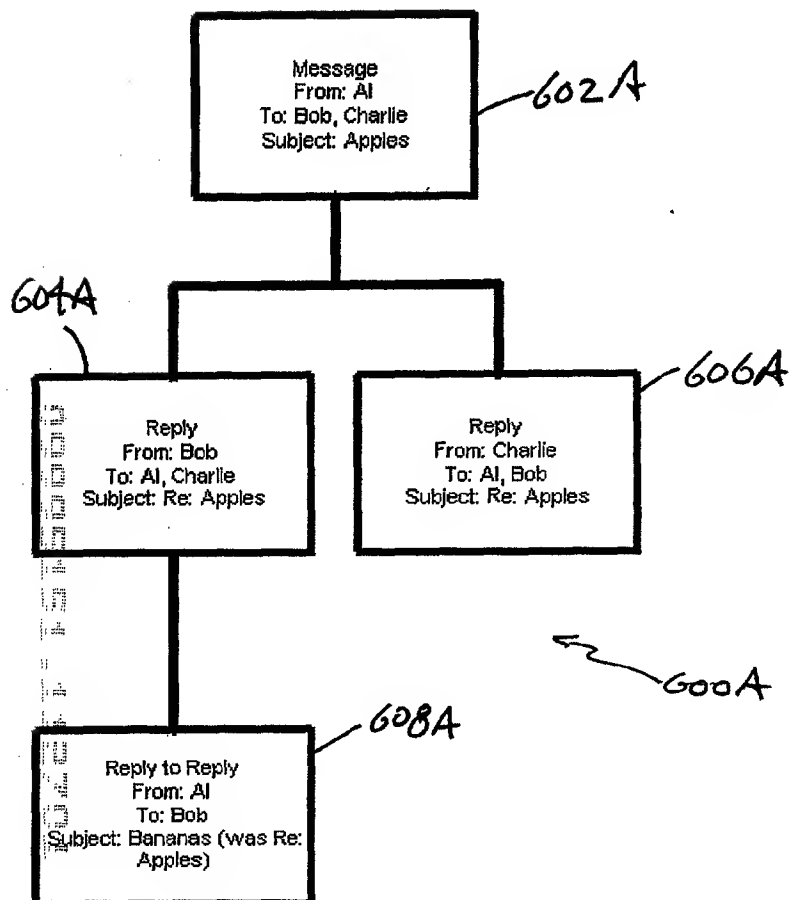 Message
From: Al
To: Bob, Charlie
Subject: Apples
602A
604A
606A
Reply
From: Bob
To: Al, Charlie
Subject: Re: Apples
Reply
From: Charlie
To: Al, Bob
Subject: Re: Apples
600A
608A
Reply to Reply
From: Al
To: Bob
Subject: Bananas (was Re:
Apples)